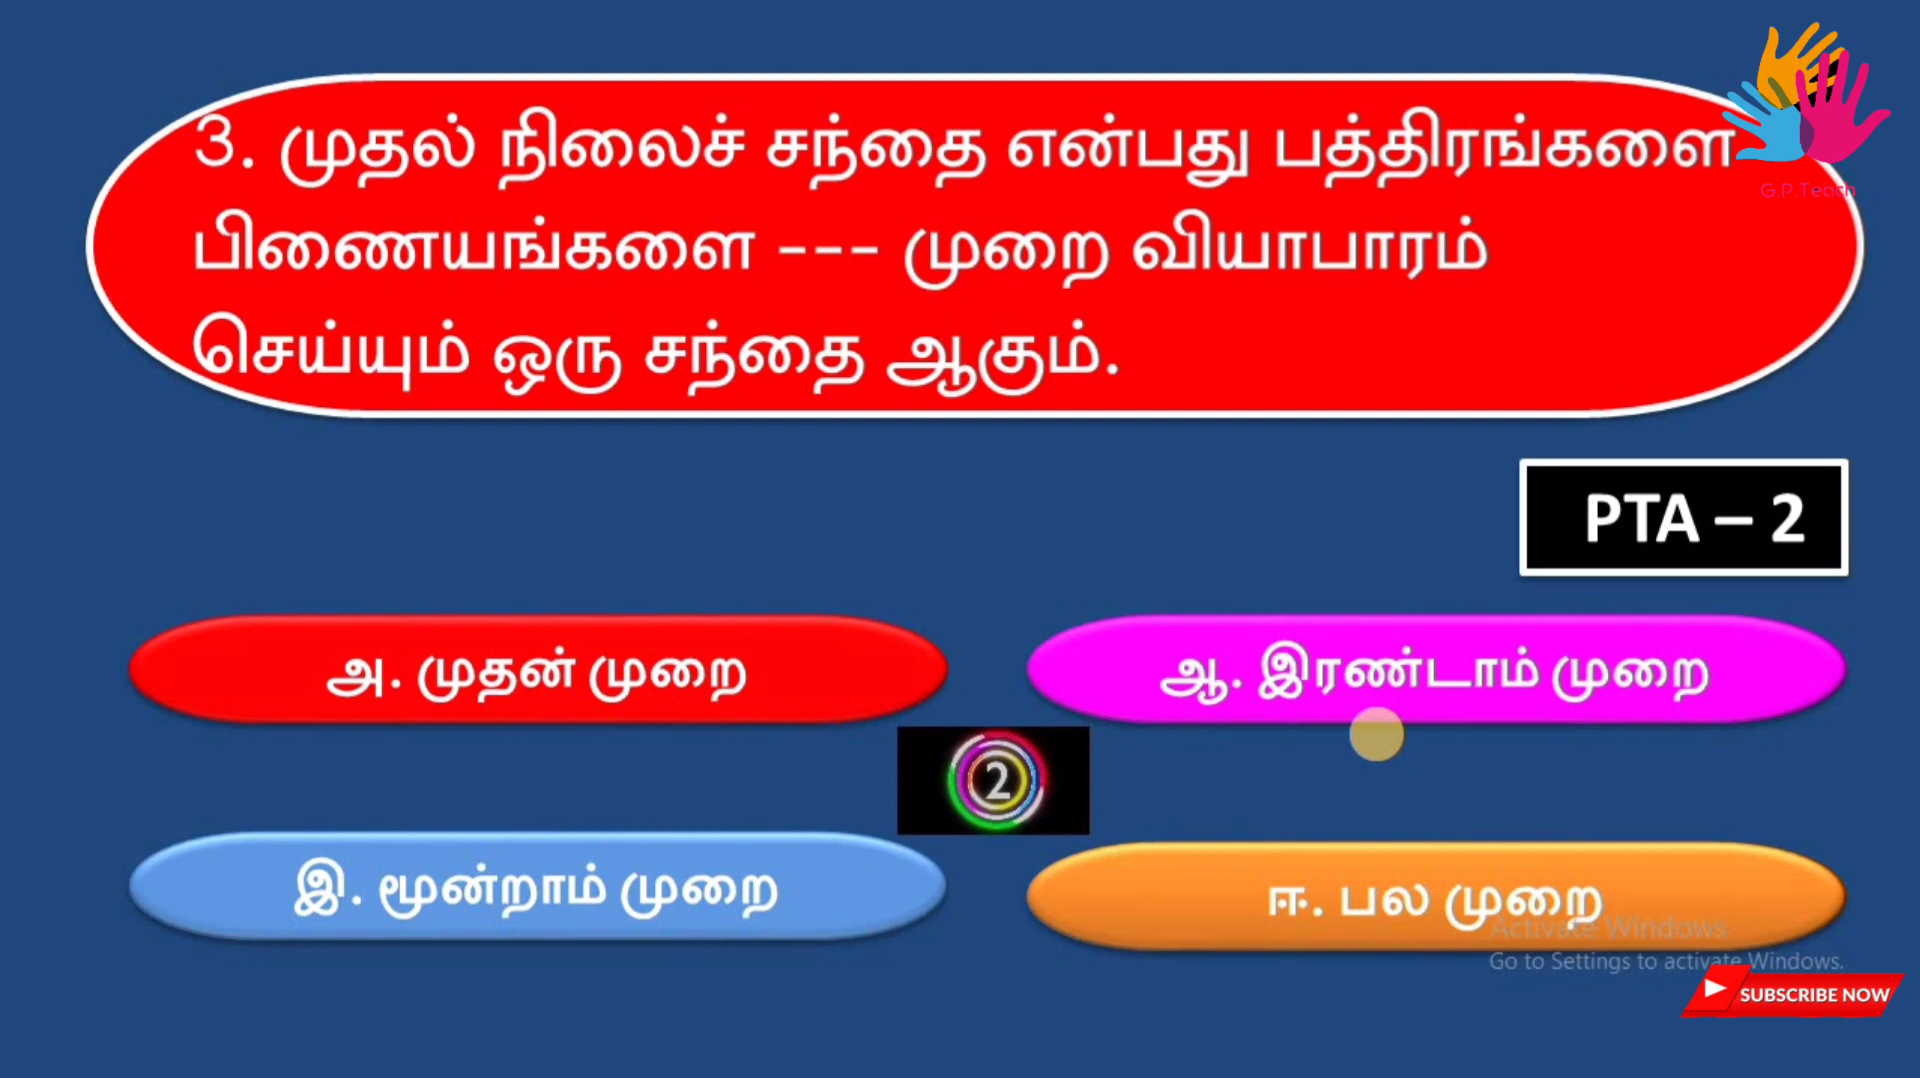 3. முதல் நிலைச் சந்தை என்பது பத்திரங்களை
பிணையங்களை --- முறை வியாபாரம்
செய்யும் ஒரு சந்தை ஆகும்.
G.P.Teach
PTA – 2
அ. முதன் முறை
ஆ. இரண்டாம் முறை
2
இ. மூன்றாம் முறை
ஈ. பல முறை
Activate Windows
Go to Settings to activate Windows.
SUBSCRIBE NOW